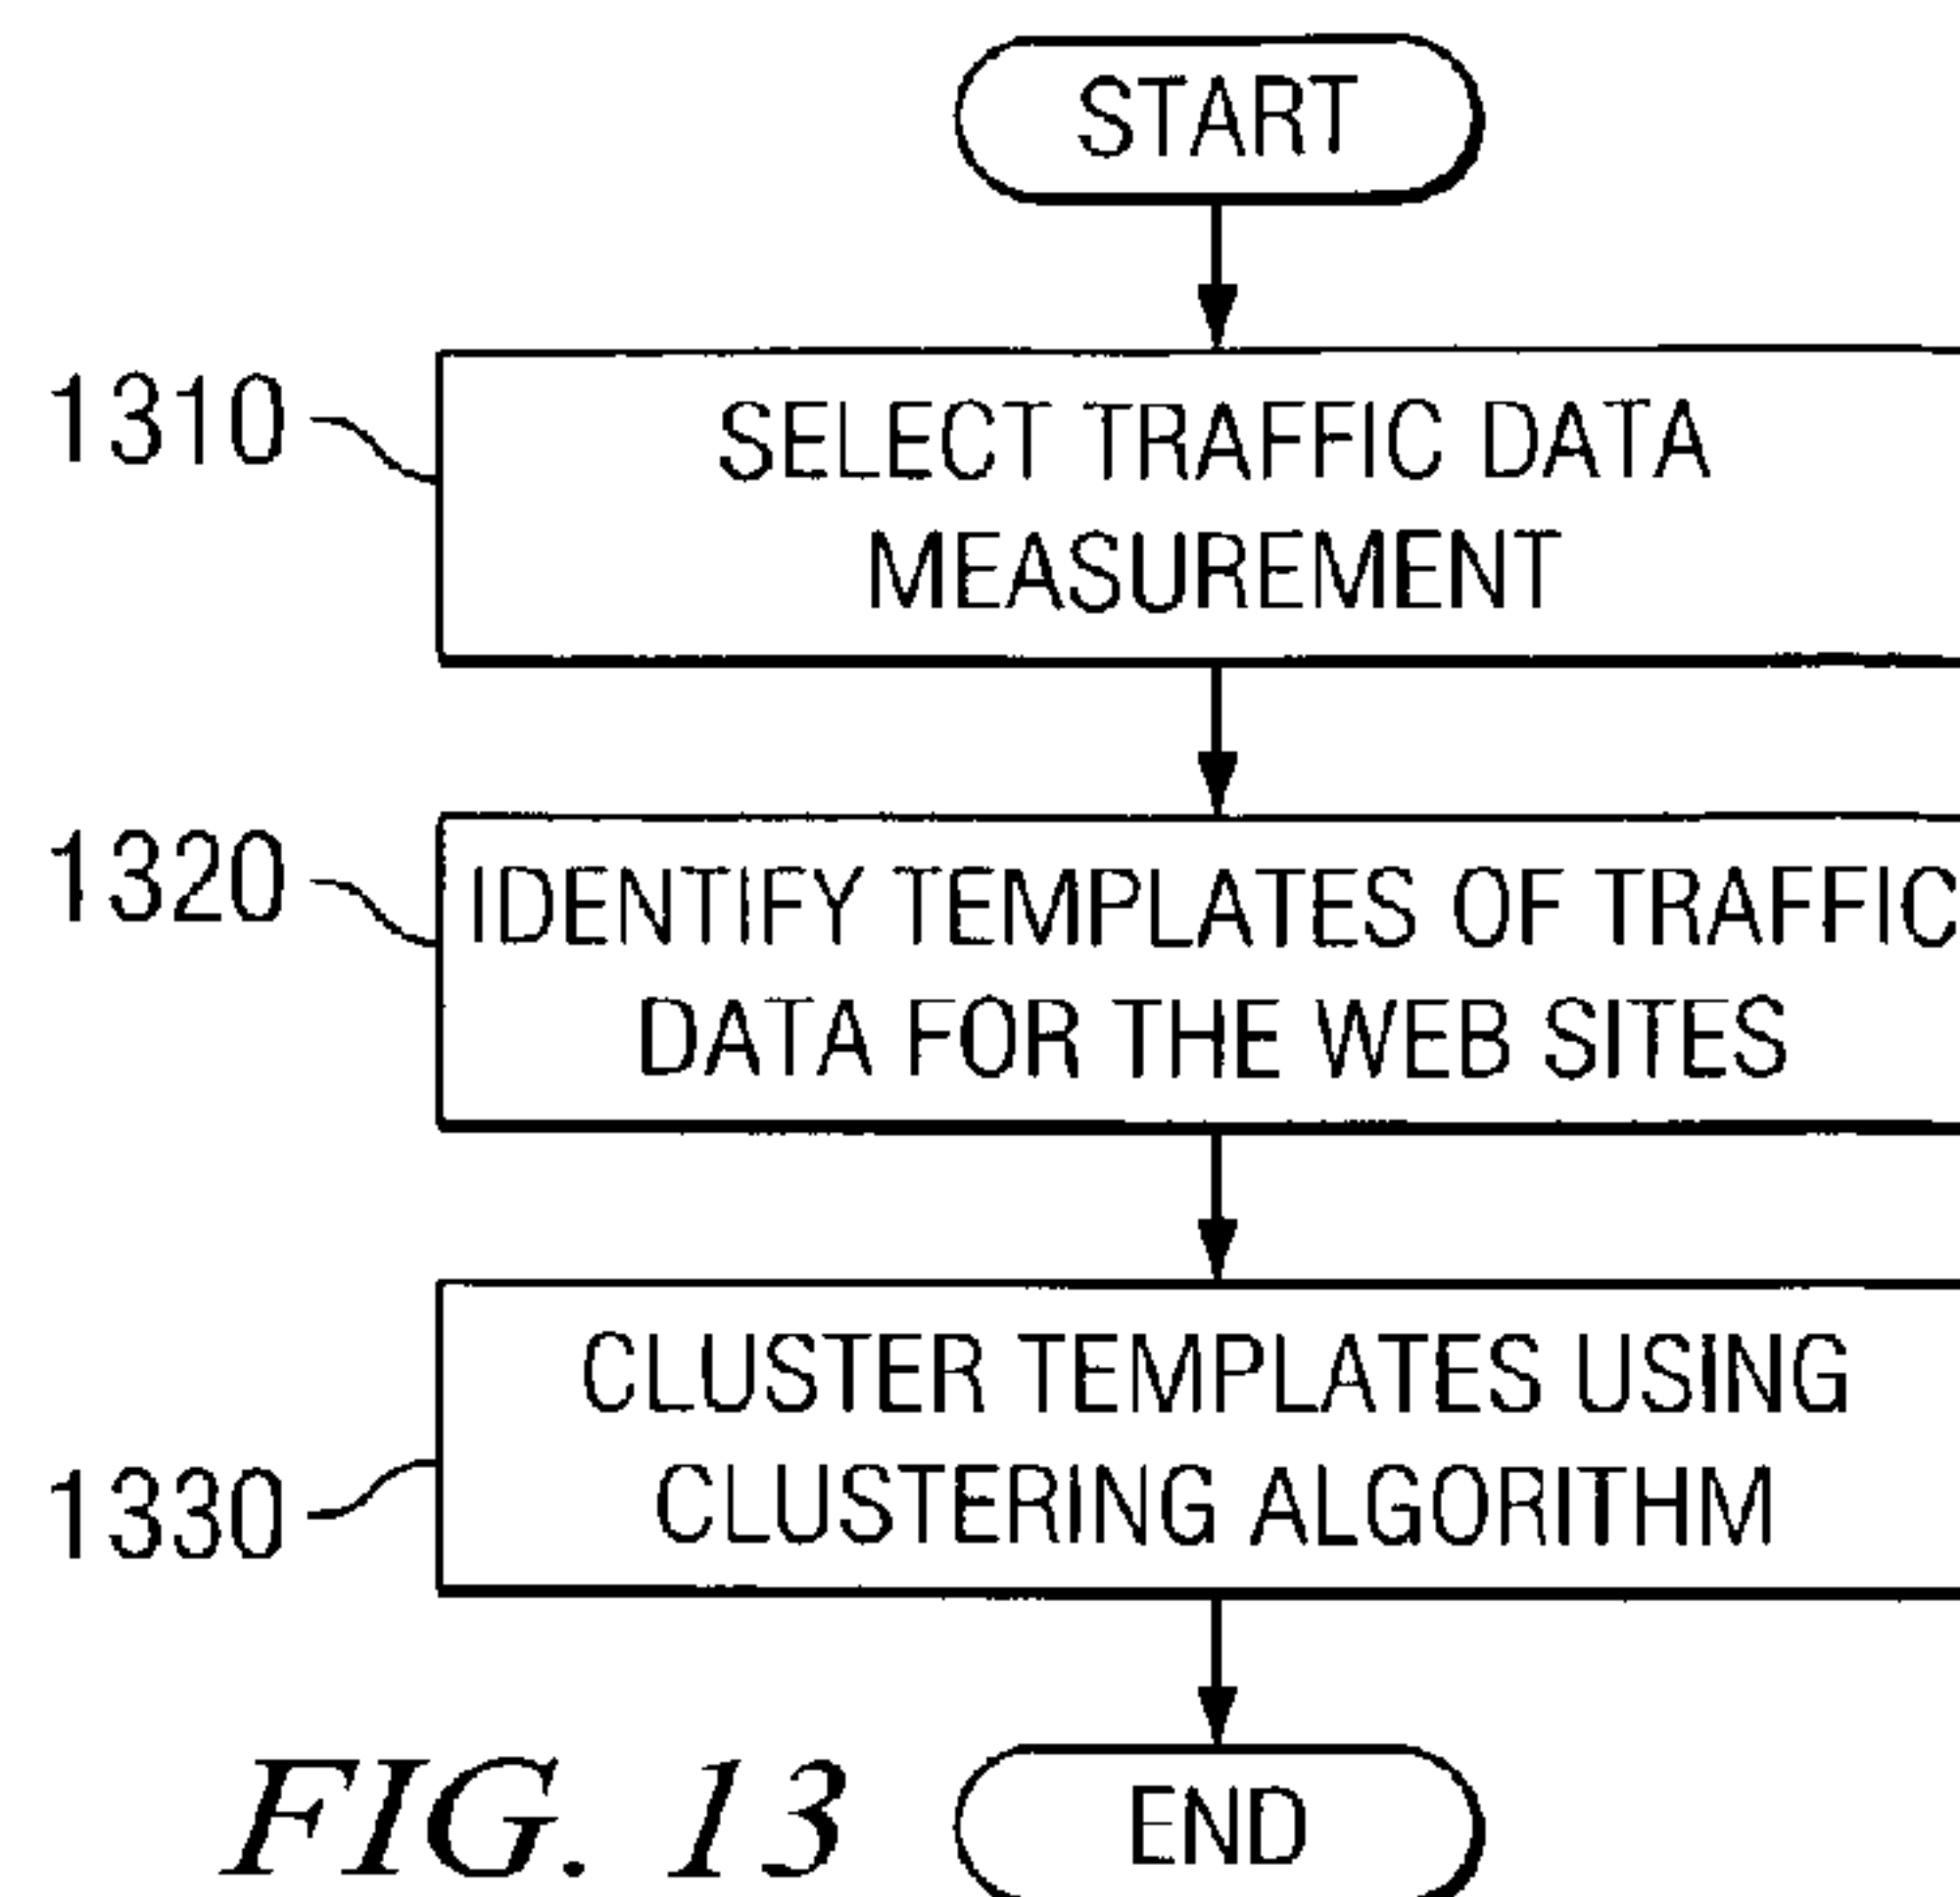 START
1310
SELECT TRAFFIC DATA
MEASUREMENT
1320
IDENTIFY TEMPLATES OF TRAFFIC
DATA FOR THE WEB SITES
1330
CLUSTER TEMPLATES USING
CLUSTERING ALGORITHM
FIG. 13
END